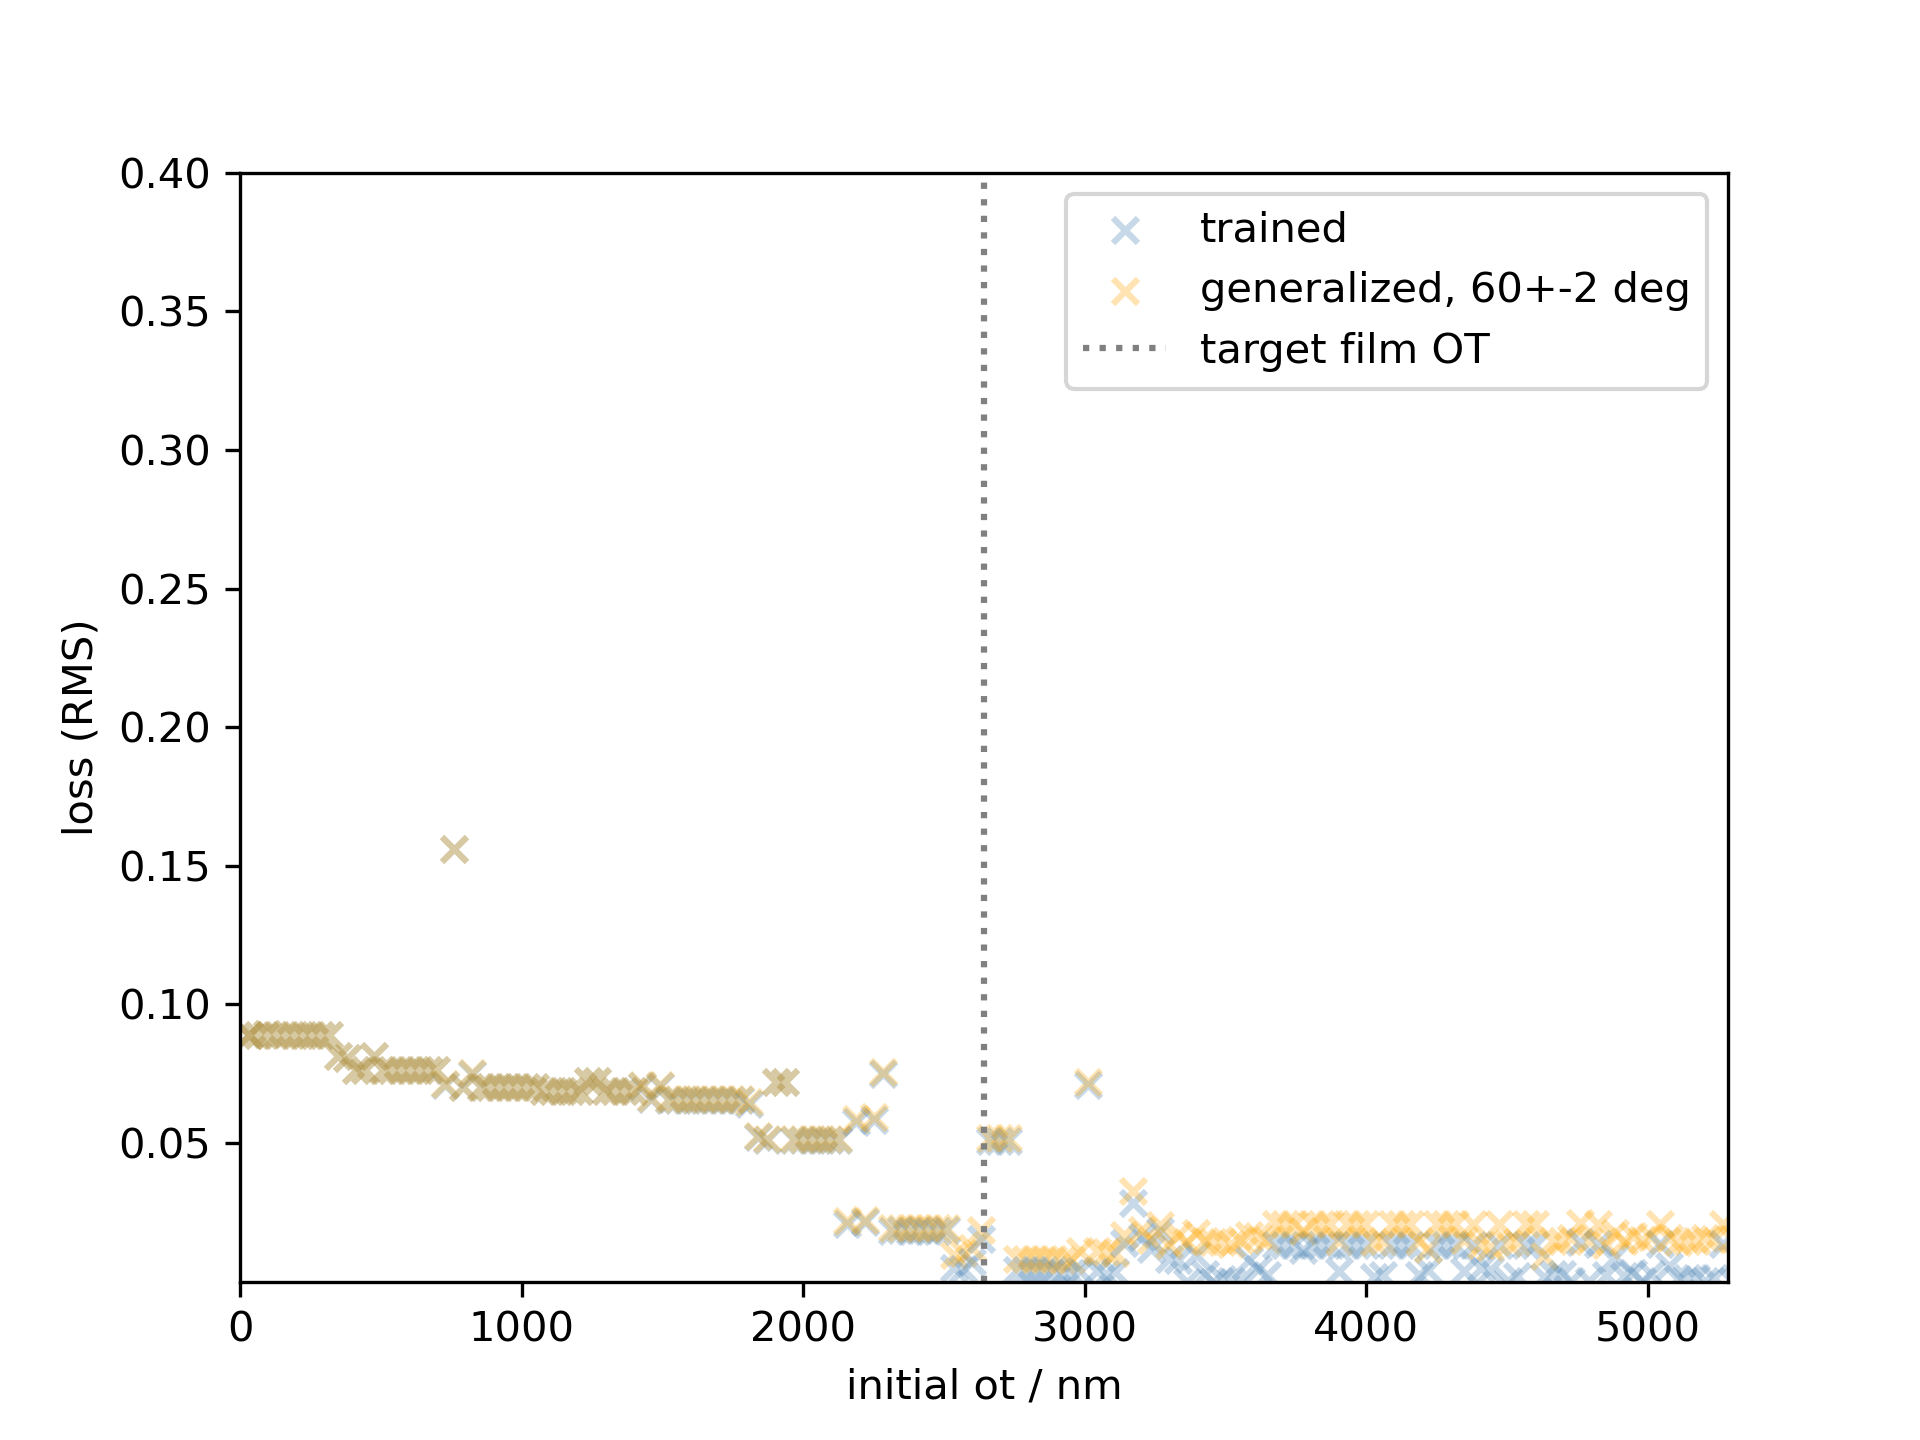 0.40
0.35
0.30
0.25
0.20
0.15
0.10
0.05
loss (RMS)
trained
generalized, 60+-2 deg
target film OT
0 1000 2000 3000 4000 5000
initial ot / nm